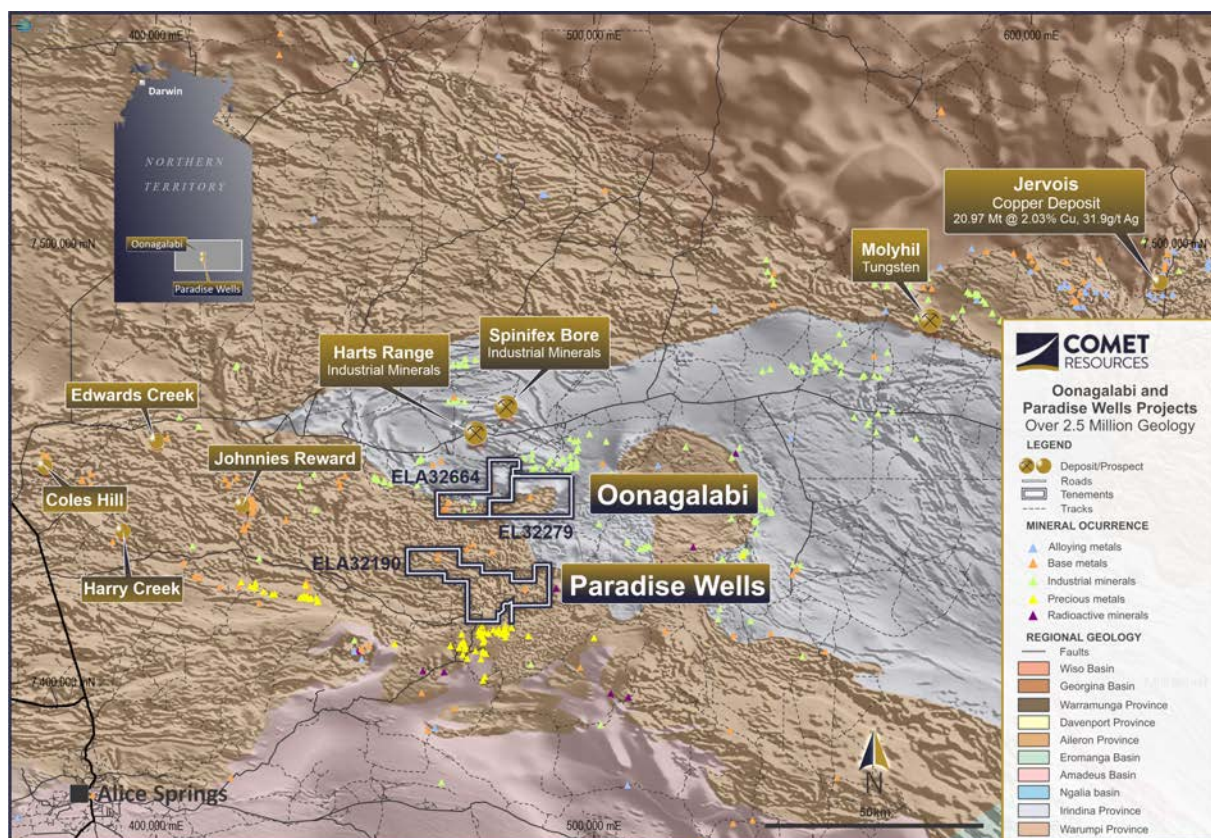 400,000 mE
500,000 mE
600,000 mE
Darwin
NORTHERN
TERRITORY
Oonagalabi
Paradise Wells
7,500,000 mN
7,500,000 mN
Jervois
Copper Deposit
20.97 Mt @ 2.03% Cu, 31.9g/t Ag
Molyhil
Tungsten
Spinifex Bore
Industrial Minerals
Harts Range
Industrial Minerals
Edwards Creek
Johnnies Reward
Coles Hill
Harry Creek
ELA32664
Oonagalabi
EL32279
ELA32190
Paradise Wells
7,400,000 mN
Alice Springs
400,000 mE
500,000 mE
N
50km
COMET
RESOURCES
Oonagalabi and
Paradise Wells Projects
Over 2.5 Million Geology
LEGEND
Deposit/Prospect
Roads
Tenements
Tracks
MINERAL OCURRENCE
Alloying metals
Base metals
Industrial minerals
Precious metals
Radioactive minerals
REGIONAL GEOLOGY
Faults
Wiso Basin
Georgina Basin
Warramunga Province
Davenport Province
Aileron Province
Eromanga Basin
Amadeus Basin
Ngalia basin
Irindina Province
Warumpi Province